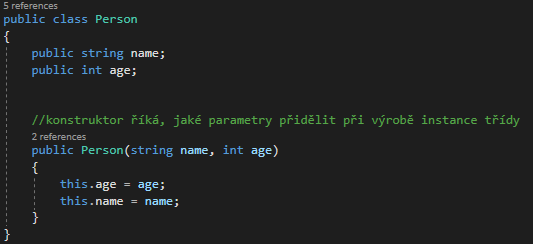 5 references
public class Person
{
public string name;
public int age;
//konstruktor říká, jaké parametry přidělit při výrobě instance třídy
2 references
public Person(string name, int age)
{
this.age = age;
this.name = name;
}
}